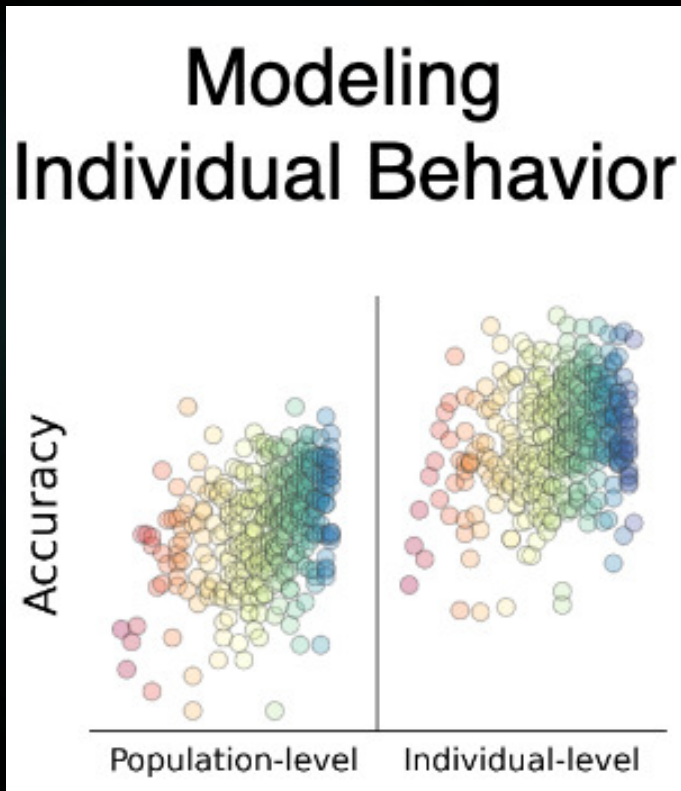 Modeling
Individual Behavior
Accuracy
Population-level
Individual-level